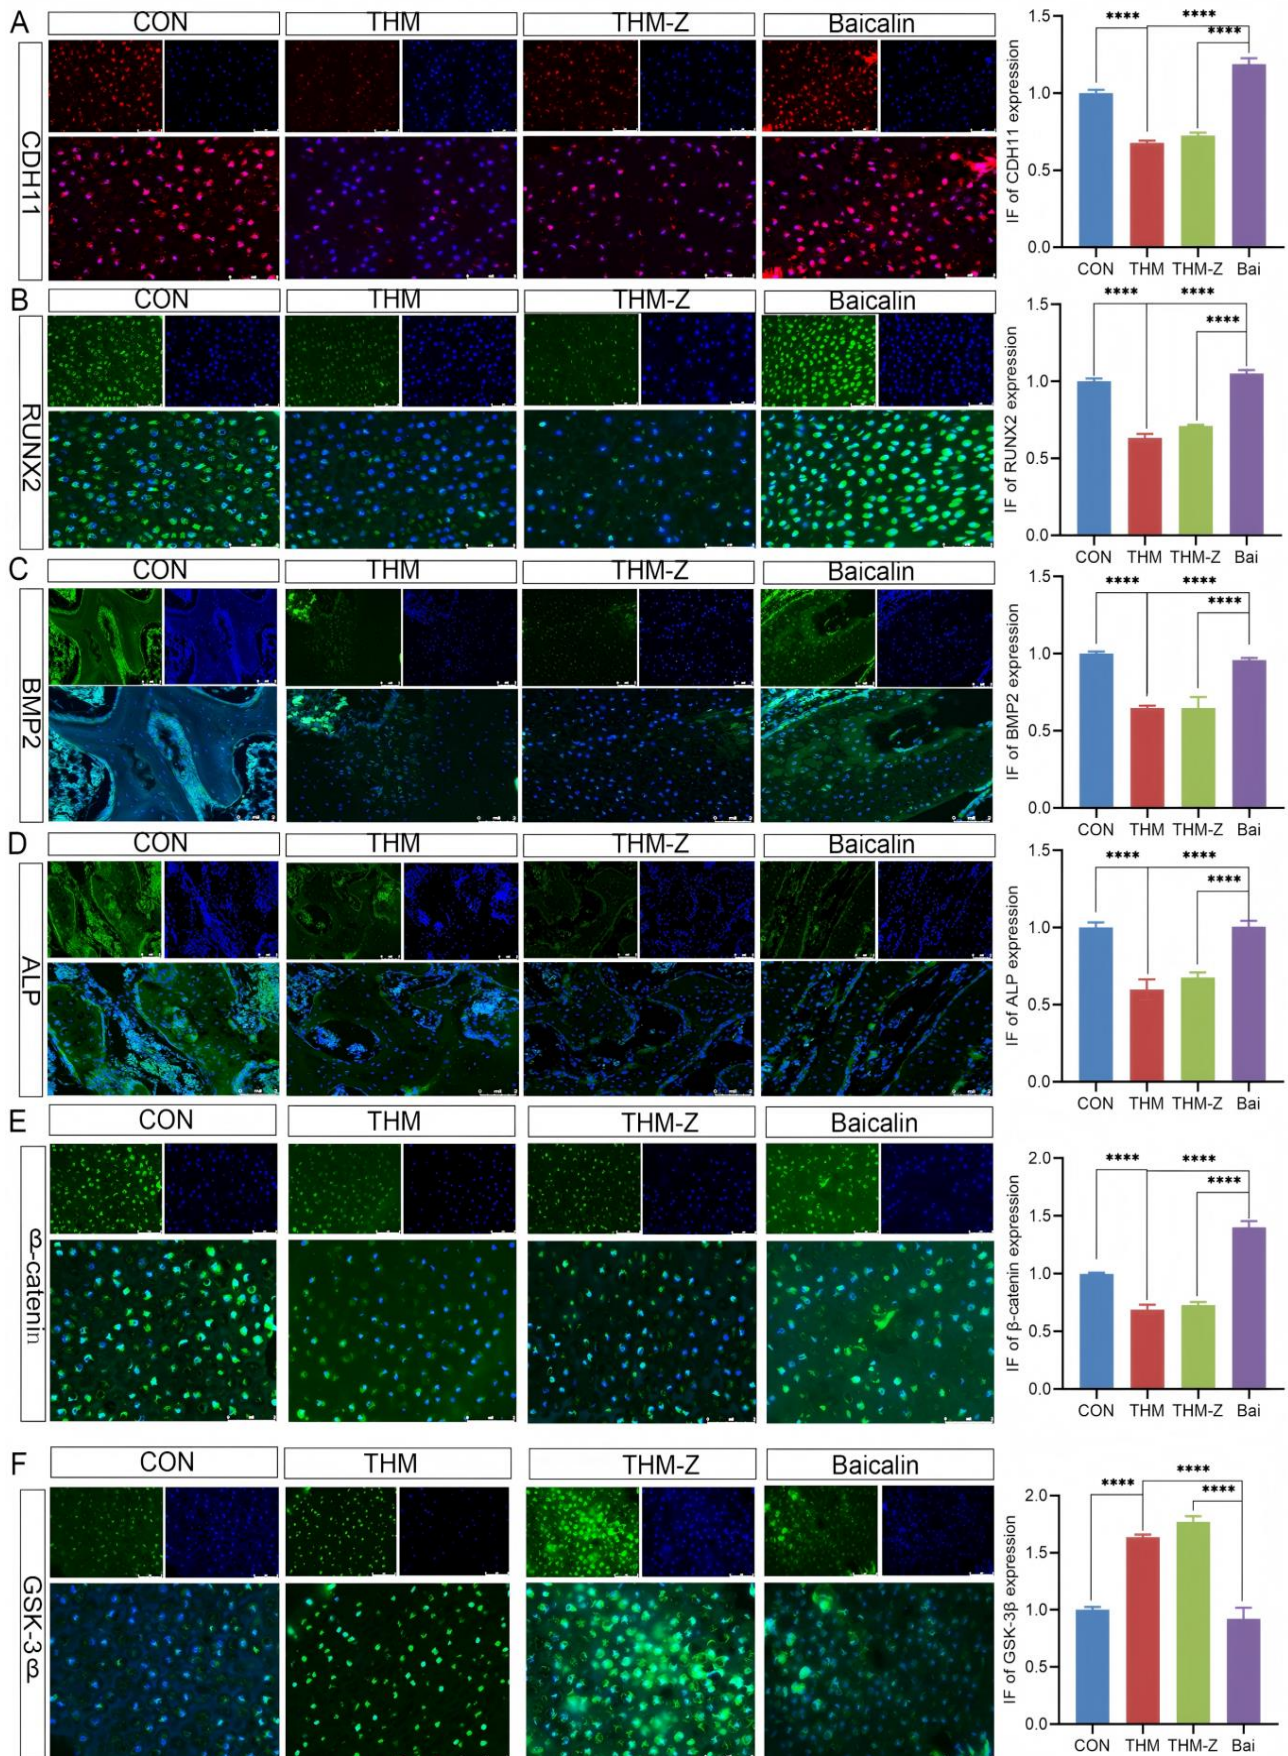 A
CON
THM
THM-Z
Baicalin
CDH11
1.5
1.0
0.5
0.0
IF of CDH11 expression
****
****
****
CON THM THM-Z Bai
B
CON
THM
THM-Z
Baicalin
RUNX2
1.5
1.0
0.5
0.0
IF of RUNX2 expression
****
****
****
CON THM THM-Z Bai
C
CON
THM
THM-Z
Baicalin
BMP2
1.5
1.0
0.5
0.0
IF of BMP2 expression
****
****
****
CON THM THM-Z Bai
D
CON
THM
THM-Z
Baicalin
ALP
1.5
1.0
0.5
0.0
IF of ALP expression
****
****
****
CON THM THM-Z Bai
E
CON
THM
THM-Z
Baicalin
β-catenin
2.0
1.5
1.0
0.5
0.0
IF of β-catenin expression
****
****
****
CON THM THM-Z Bai
F
CON
THM
THM-Z
Baicalin
GSK-3β
2.0
1.5
1.0
0.5
0.0
IF of GSK-3β expression
****
****
****
CON THM THM-Z Bai